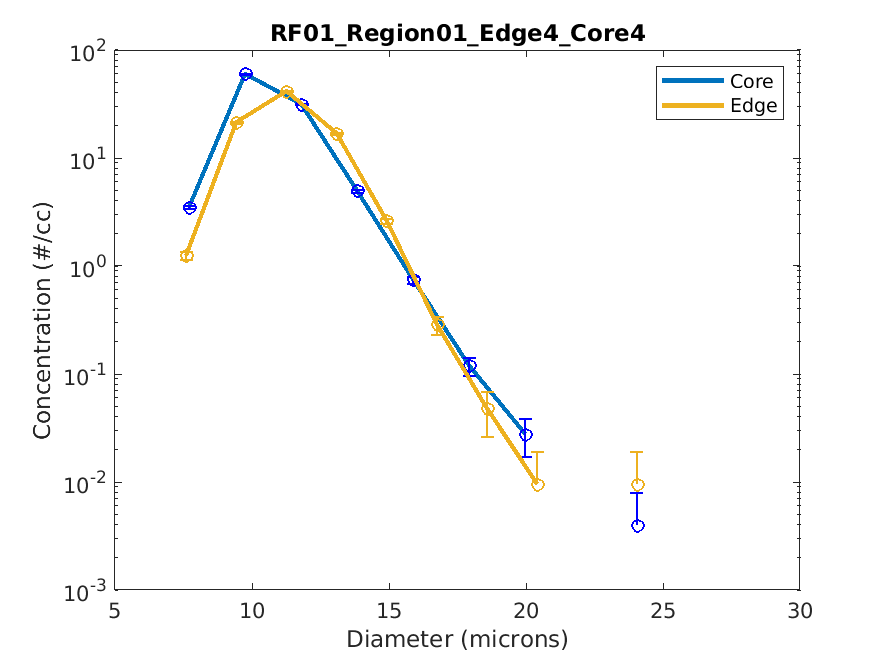 RF01_Region01_Edge4_Core4
Core
Edge
Concentration (#/cc)
10^2
10^1
10^0
10^-1
10^-2
10^-3
5 10 15 20 25 30
Diameter (microns)